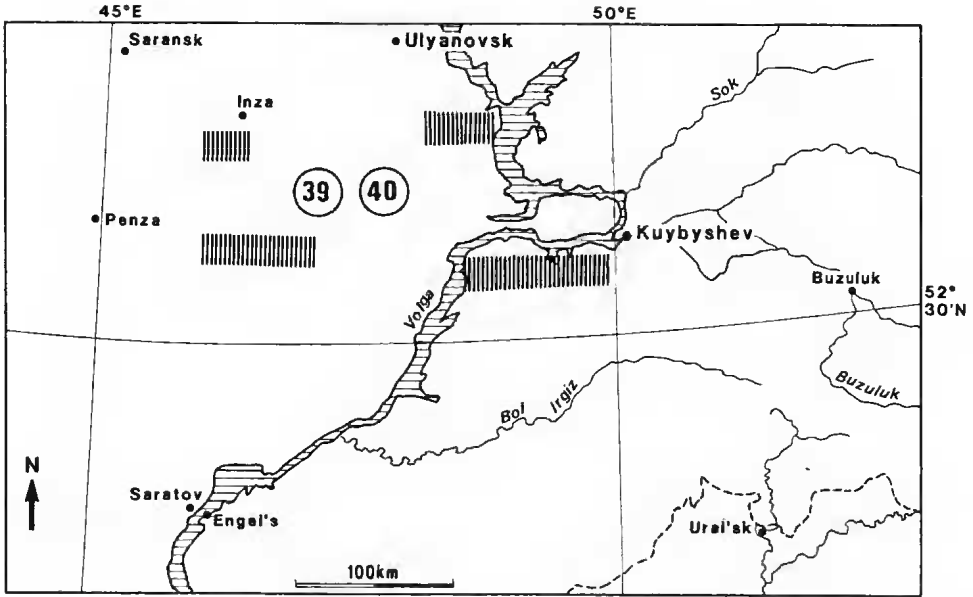 45°E
50°E
Saransk
Ulyanovsk
Sok
Inza
39
40
Penza
Kuybyshev
Buzuluk
52°
30'N
Volga
Buzuluk
Bol Irgiz
N
Saratov
Engel's
Ural'sk
100km